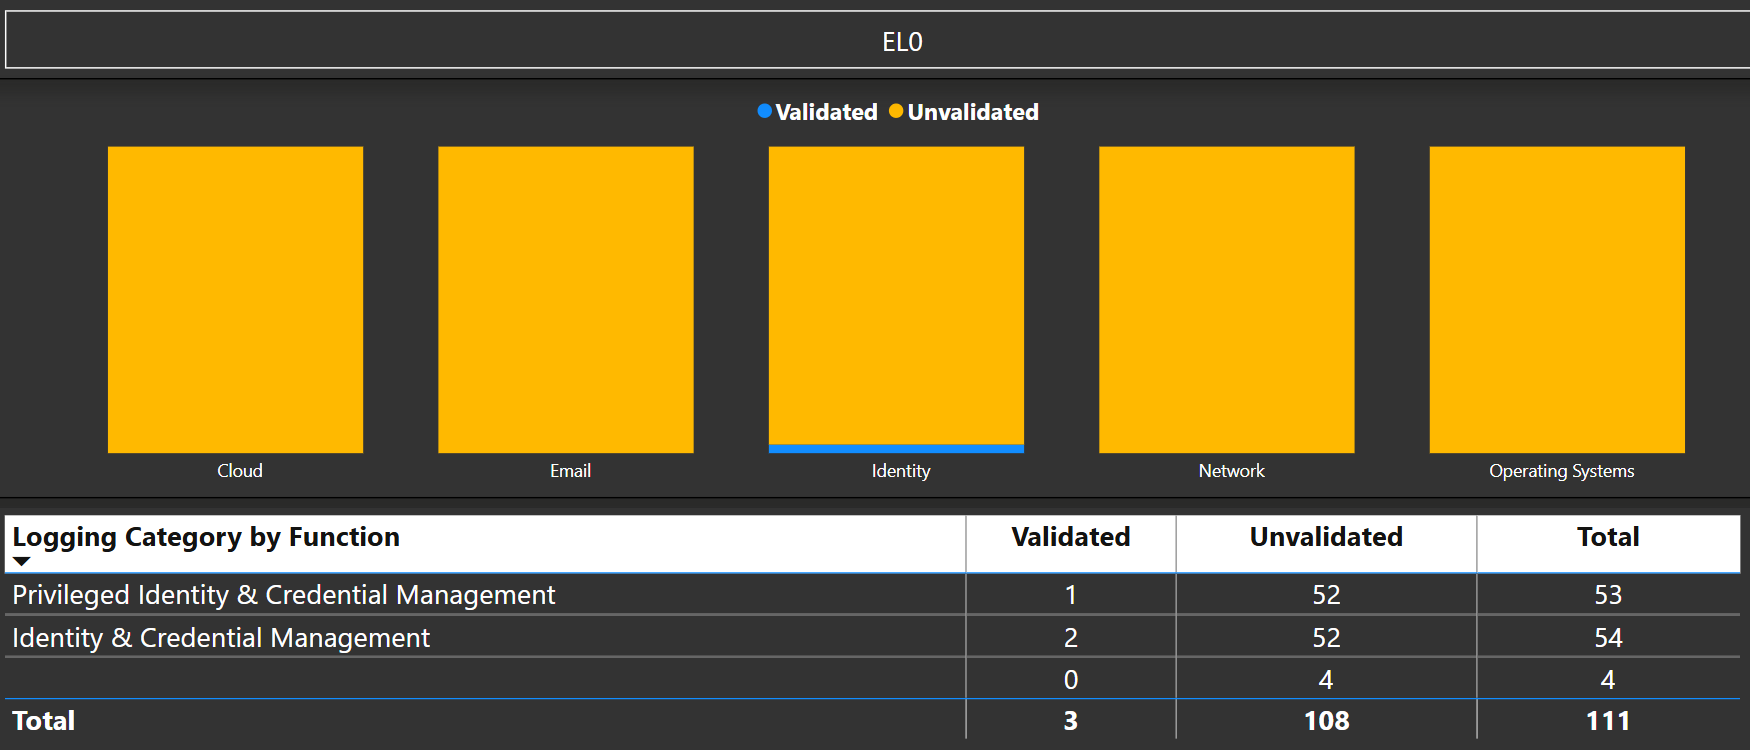 EL0
Validated Unvalidated
Cloud Email Identity Network Operating Systems
Logging Category by Function Validated Unvalidated Total
Privileged Identity & Credential Management 1 52 53
Identity & Credential Management 2 52 54
0 4 4
Total 3 108 111